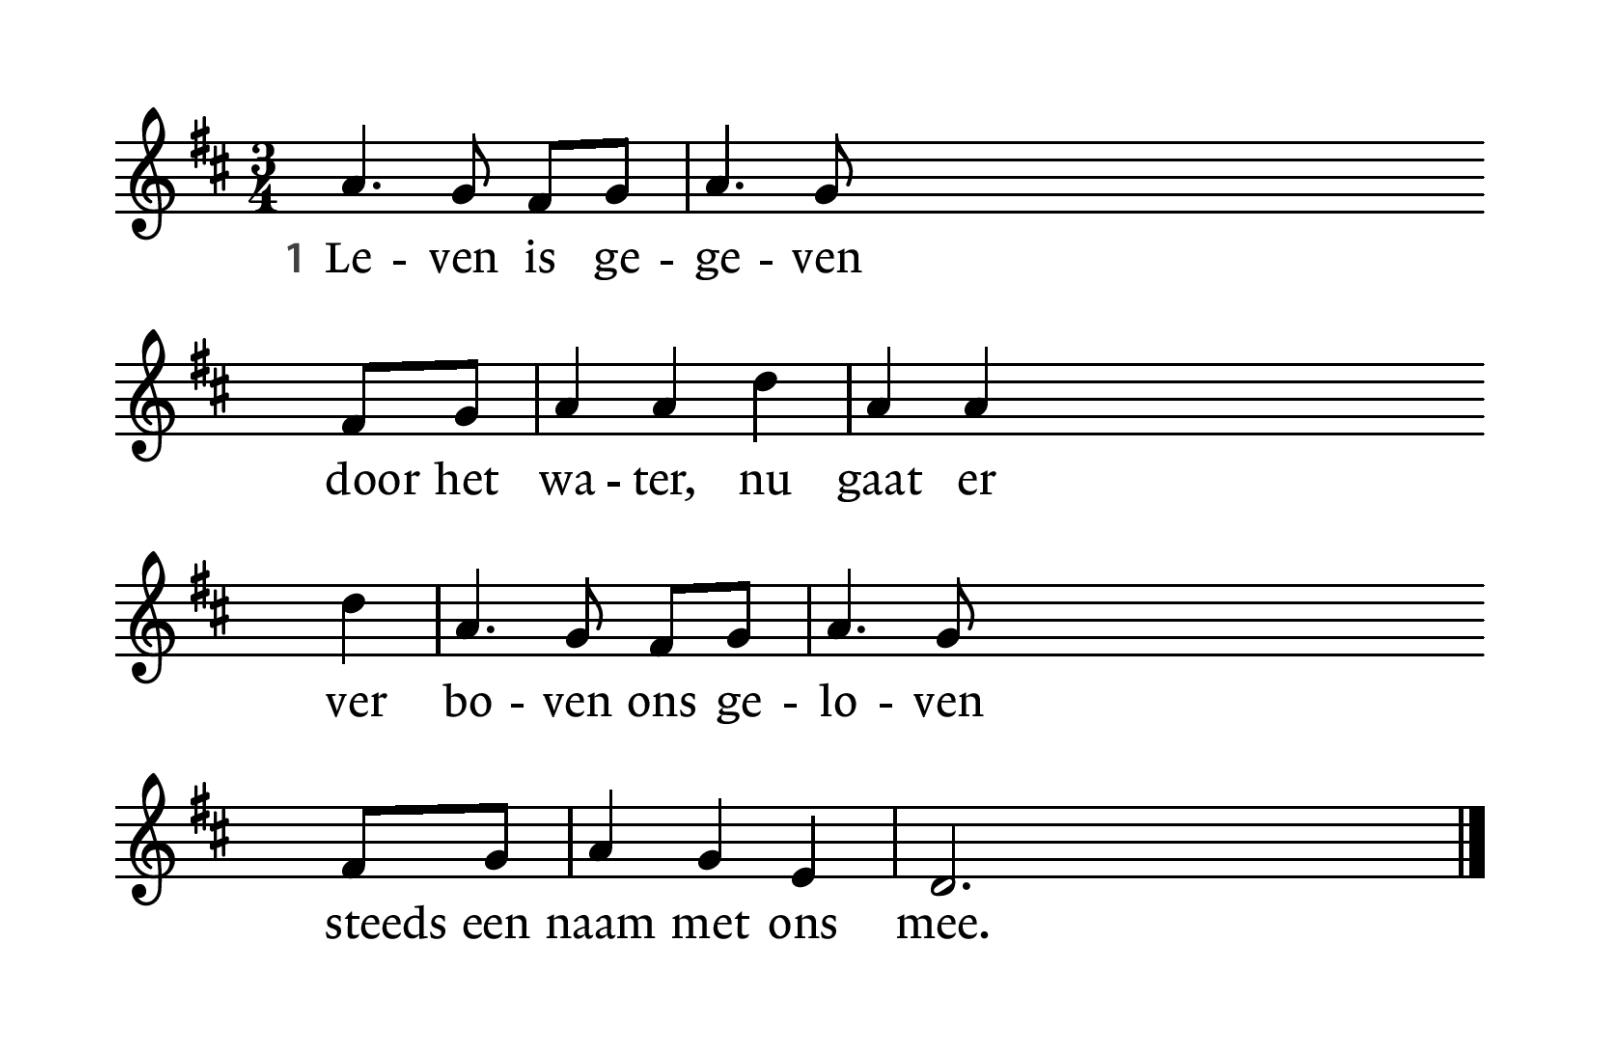 1 Le - ven is ge - ge - ven
door het wa - ter, nu gaat er
ver bo - ven ons ge - lo - ven
steeds een naam met ons mee.